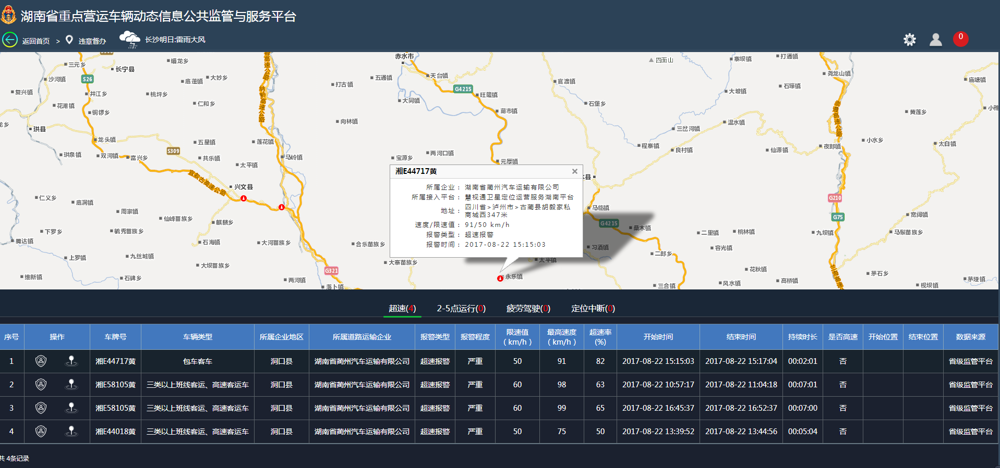 湖南省重点营运车辆动态信息公共监管与服务平台
返回首页 > 违章督办 长沙明日:雷雨大风
0
三元乡
长宁县
蟠龙乡
沙河镇
S26
底蓬镇
大妙乡
复兴镇
井江乡
桃坪乡
花滩镇
铜锣乡
仁和乡
珙县
龙头镇
五星镇
莲花镇
珙泉镇
双河镇
富兴乡
S309
共乐镇
马岭镇
太平镇
宜叙古高速公路
兴文县
仁义乡
底洞镇
周家镇
仙峰苗族乡
麒麟乡
下罗乡
毓秀苗族乡
腾达镇
石海镇
大河苗族乡
上罗镇
九丝城镇
大坝苗族乡
G321
维新镇
石碑乡
两河镇
落卜镇
纳黔高速公路
赤水市
打古镇
五通镇
天台镇
G4215
旺隆镇
大同镇
葫市镇
向林镇
宝源乡
两河口镇
元厚镇
合乐苗族乡
大寨苗族乡
太平镇
永乐镇
四面山
寨坝镇
打通镇
尧龙山镇
官渡镇
石壕镇
庙塘镇
大坡镇
石堡乡
黄莲乡
小雅
三岔河镇
温水镇
崇遵高速公路
程寨镇
良村镇
仙源镇
夜郎镇
小水乡
太白镇
水县
马临镇
G210
G75
G4215
桑木镇
二里镇
桃林镇
九坝镇
宽阔镇
马鬃苗族乡
习酒镇
容光镇
二郎乡
花秋镇
茅石乡
三合镇
风水镇
高桥镇
视坝镇
茅垭镇
湘E44717黄
所属企业： 湖南省蔺州汽车运输有限公司
所属接入平台： 慧视通卫星定位运营服务湖南平台
地址： 四川省>泸州市>古蔺县胡毅家私
商城西347米
速度/限速值： 91/50 km/h
报警类型： 超速报警
报警时间： 2017-08-22 15:15:03
超速(4) 2-5点运行(0) 疲劳驾驶(0) 定位中断(0)
序号 操作 车牌号 车辆类型 所属企业地区 所属道路运输企业 报警类型 报警程度 限速值（km/h） 最高速度（km/h） 超速率(%) 开始时间 结束时间 持续时长 是否高速 开始位置 结束位置 数据来源
1 湘E44717黄 包车客车 洞口县 湖南省蔺州汽车运输有限公司 超速报警 严重 50 91 82 2017-08-22 15:15:03 2017-08-22 15:17:04 00:02:01 否 省级监管平台
2 湘E58105黄 三类以上班线客运、高速客运车 洞口县 湖南省蔺州汽车运输有限公司 超速报警 严重 60 98 63 2017-08-22 10:57:17 2017-08-22 11:04:18 00:07:01 否 省级监管平台
3 湘E58105黄 三类以上班线客运、高速客运车 洞口县 湖南省蔺州汽车运输有限公司 超速报警 严重 60 99 65 2017-08-22 16:45:37 2017-08-22 16:52:37 00:07:00 否 省级监管平台
4 湘E44018黄 三类以上班线客运、高速客运车 洞口县 湖南省蔺州汽车运输有限公司 超速报警 严重 50 75 50 2017-08-22 13:39:52 2017-08-22 13:44:56 00:05:04 否 省级监管平台
共 4条记录